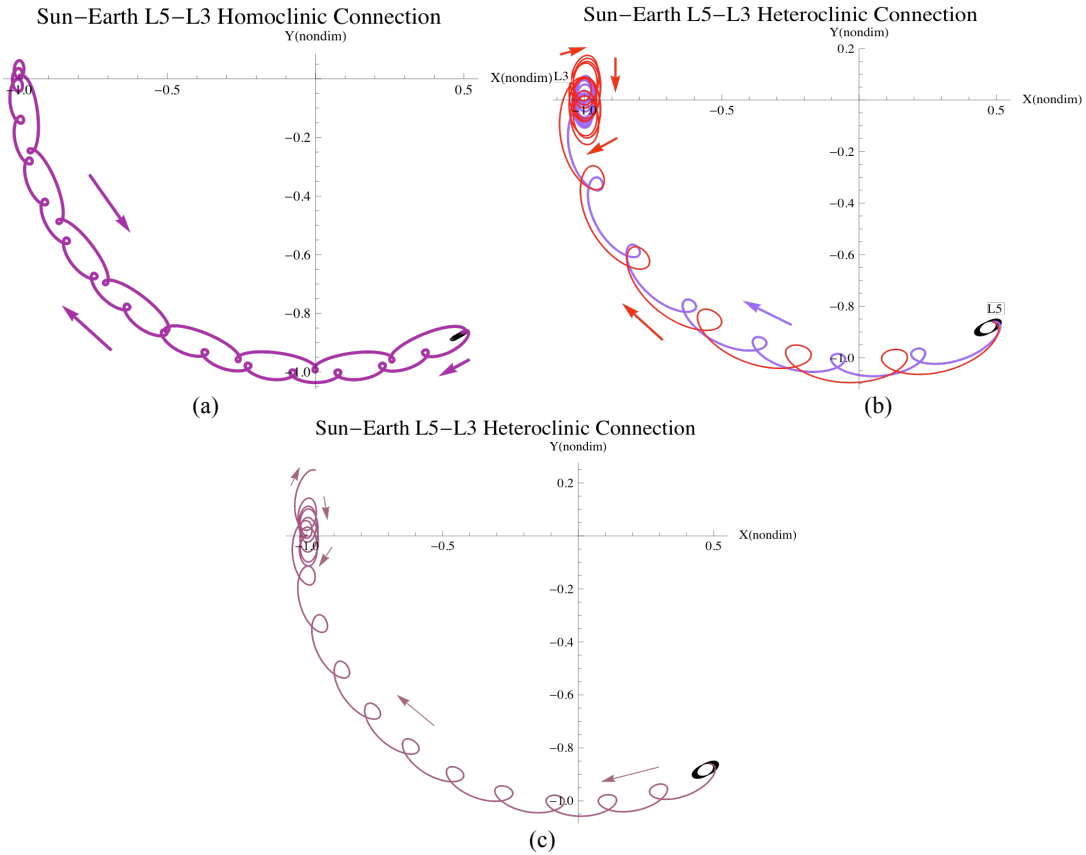 Sun−Earth L5−L3 Homoclinic Connection
Y(nondim)
X(nondim)
−1.0
−0.5
0.5
−0.2
−0.4
−0.6
−0.8
−1.0
(a)
Sun−Earth L5−L3 Heteroclinic Connection
Y(nondim)
0.2
L3
X(nondim)
−1.0
−0.5
0.5
−0.2
−0.4
−0.6
−0.8
L5
−1.0
(b)
Sun−Earth L5−L3 Heteroclinic Connection
Y(nondim)
0.2
X(nondim)
−1.0
−0.5
0.5
−0.2
−0.4
−0.6
−0.8
−1.0
(c)